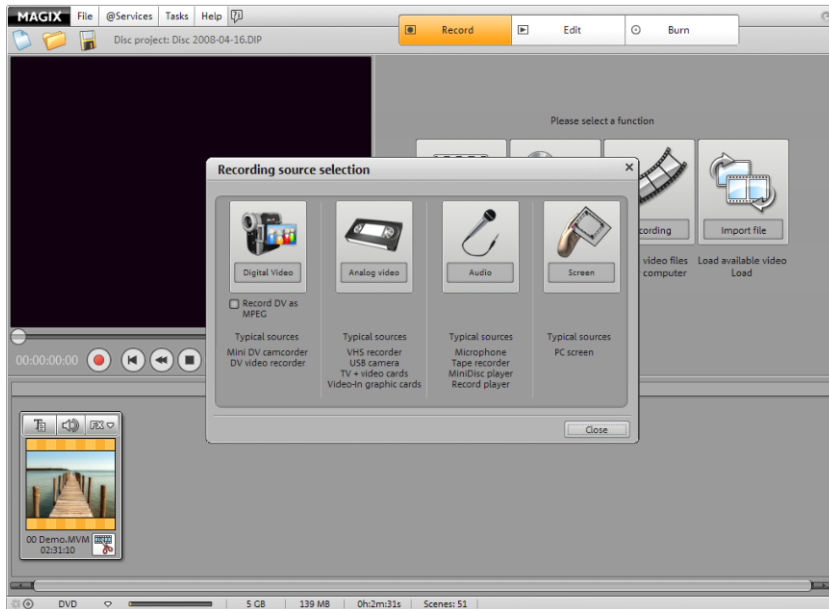 MAGIX File @Services Tasks Help
Disc project: Disc 2008-04-16.DIP
Record Edit Burn
Please select a function
Recording source selection
Digital Video
Analog video
Audio
Screen
Record DV as
MPEG
Typical sources
Mini DV camcorder
DV video recorder
Typical sources
VHS recorder
USB camera
TV + video cards
Video-In graphic cards
Typical sources
Microphone
Tape recorder
MiniDisc player
Record player
Typical sources
PC screen
Close
cording
Import file
video files
computer
Load available video
Load
00:00:00:00
FX
00 Demo.MVM
02:31:10
DVD 5 GB 139 MB 0h:2m:31s Scenes: 51